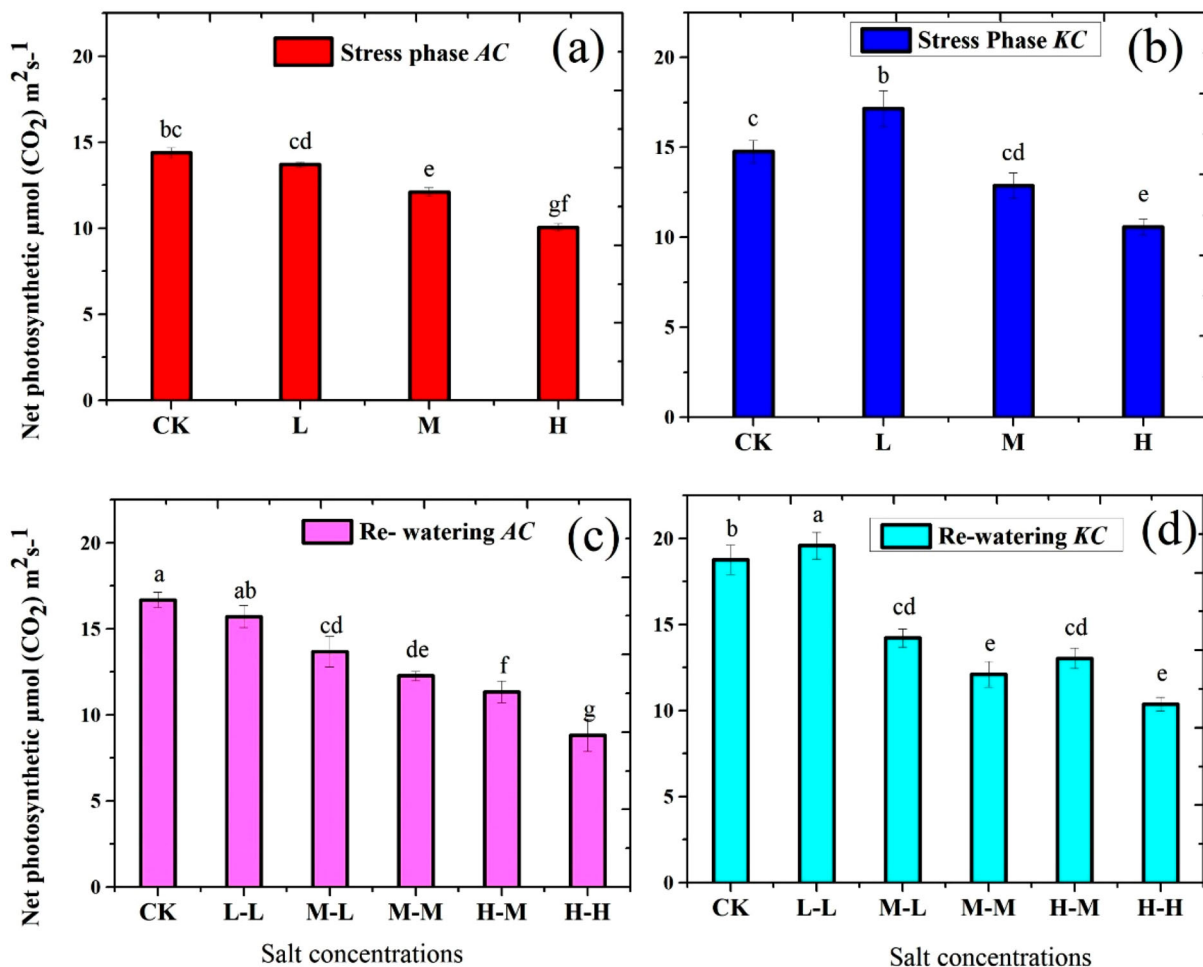 Net photosynthetic µmol (CO2) m2s-1
Stress phase AC
(a)
20
15
10
5
0
bc
cd
e
gf
CK L M H
Stress Phase KC
(b)
20
15
10
5
0
c
b
cd
e
CK L M H
Net photosynthetic µmol (CO2) m2s-1
Re- watering AC
(c)
20
15
10
5
0
a
ab
cd
de
f
g
CK L-L M-L M-M H-M H-H
Salt concentrations
Re-watering KC
(d)
20
15
10
5
0
b
a
cd
e
cd
e
CK L-L M-L M-M H-M H-H
Salt concentrations